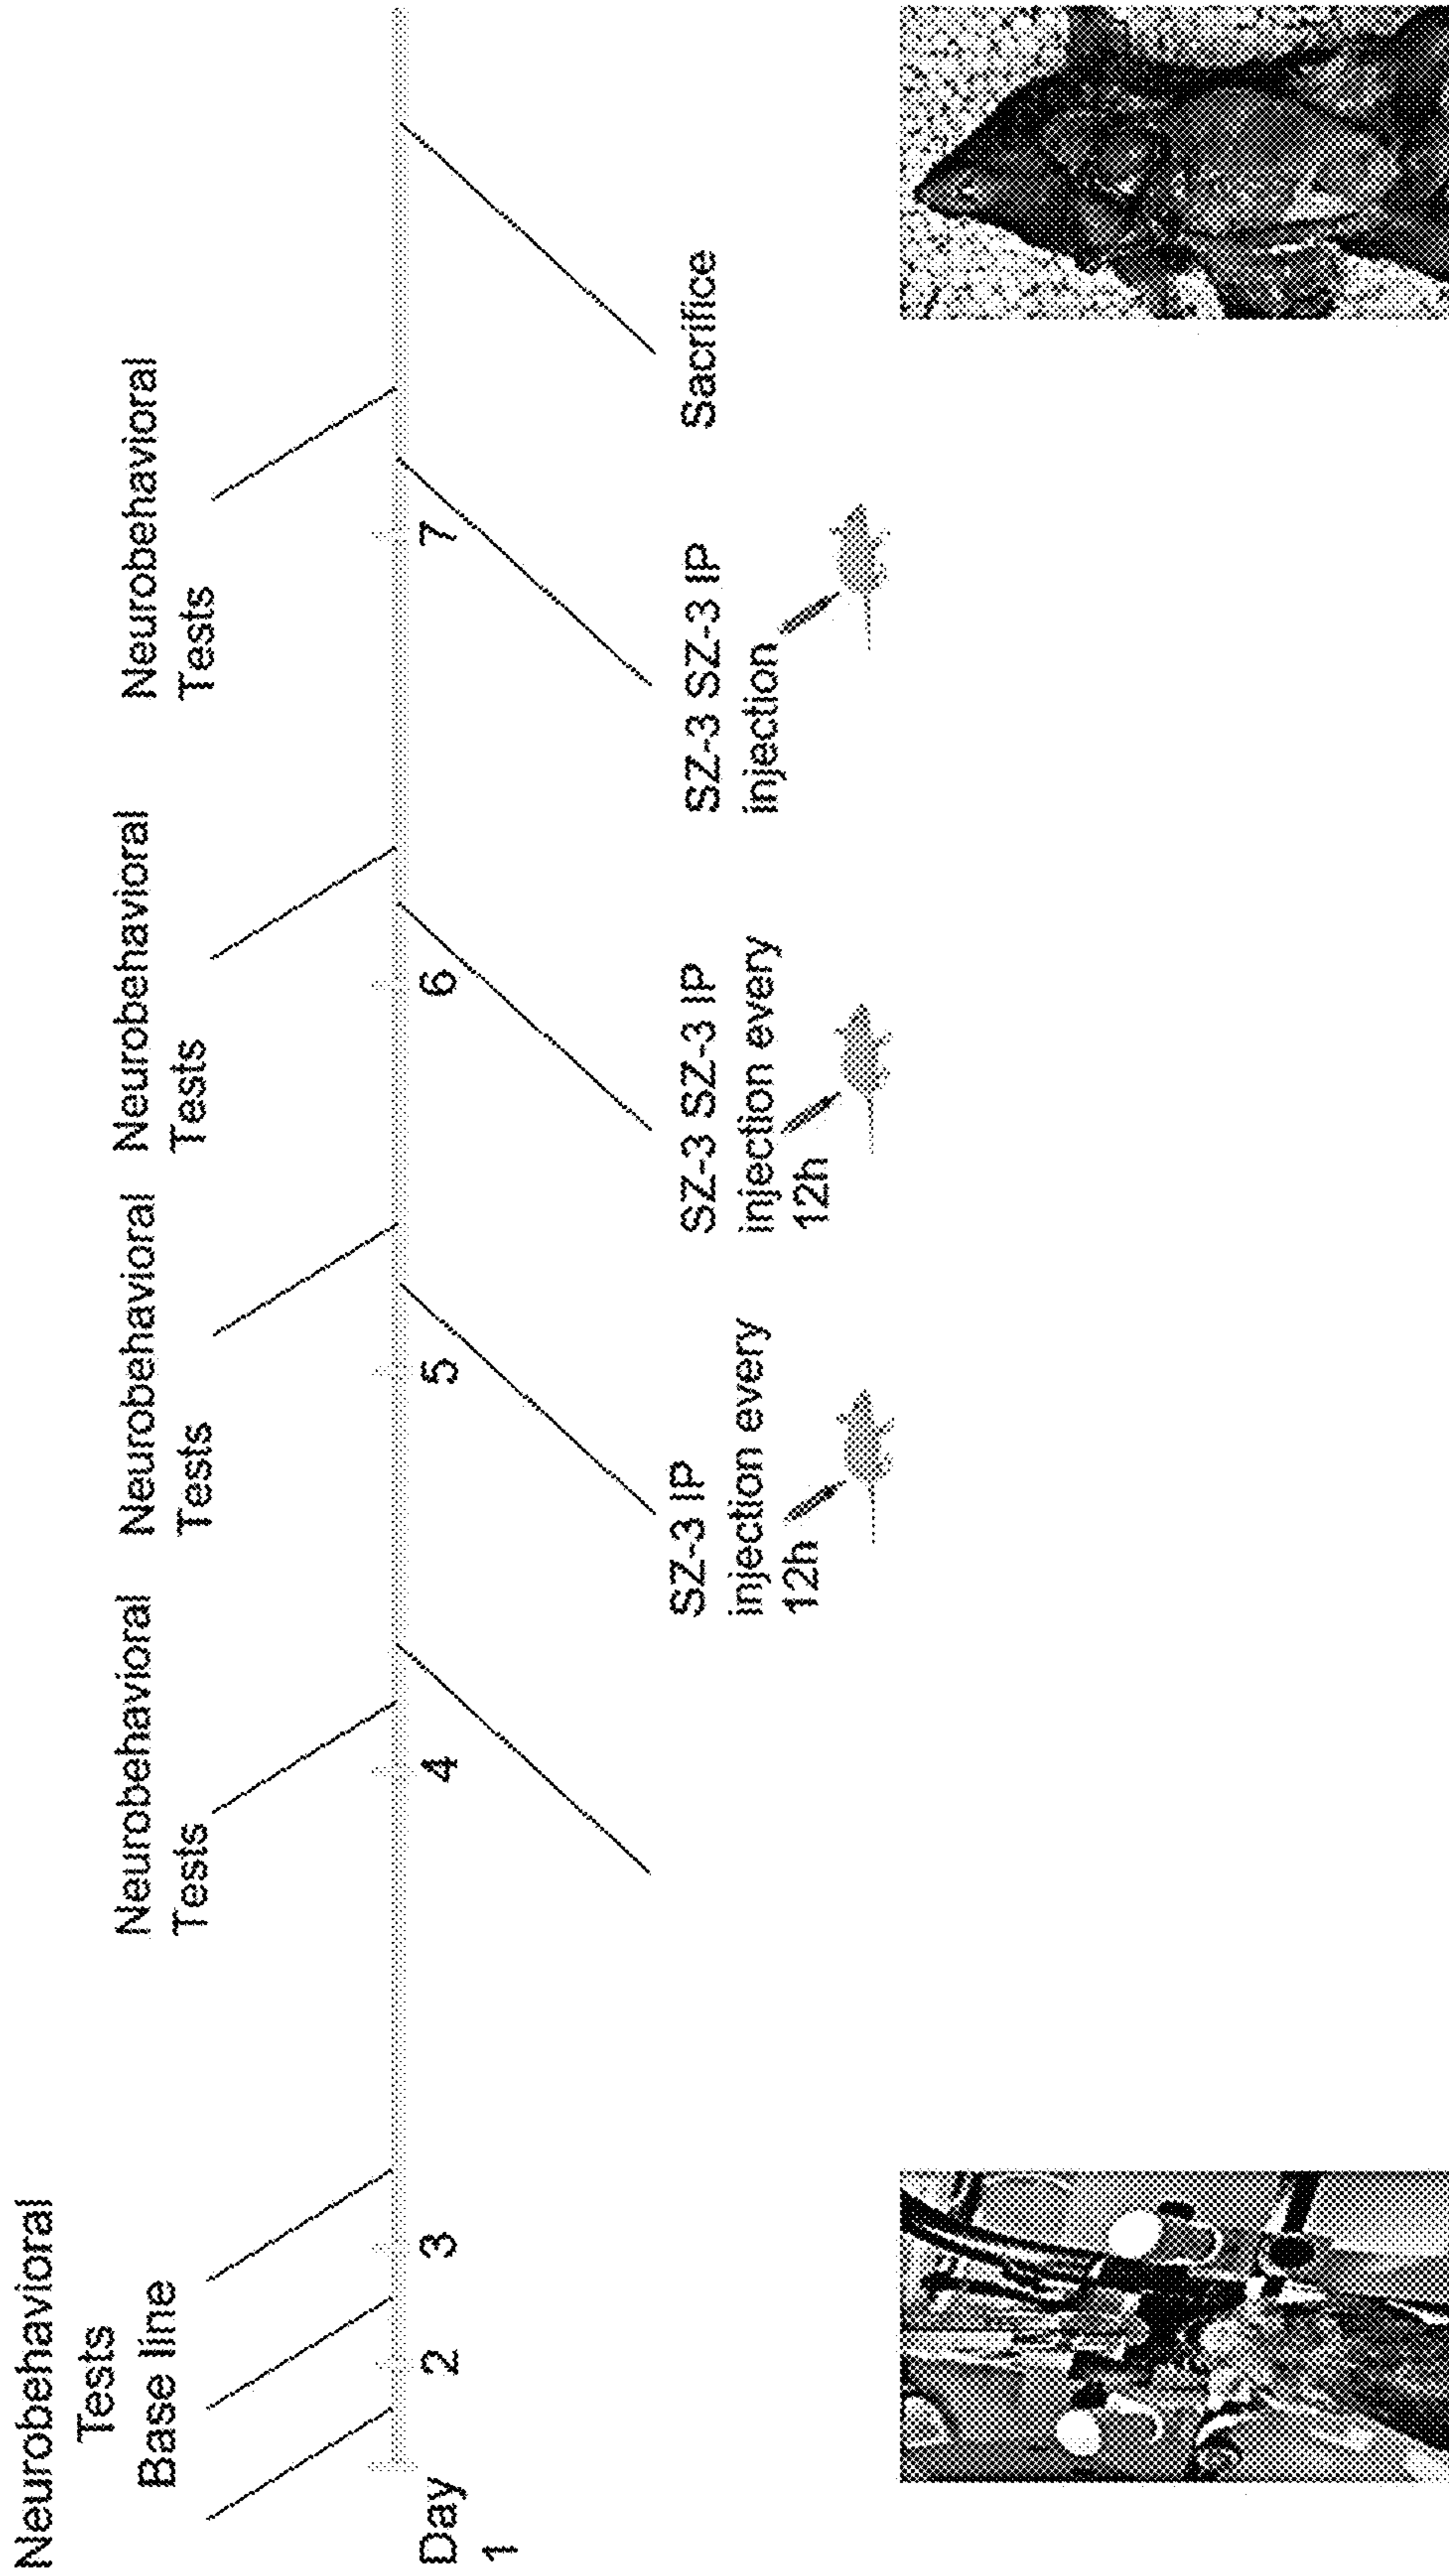 Neurobehavioral
Tests
Base line
Neurobehavioral
Tests
Neurobehavioral
Tests
Neurobehavioral
Tests
Neurobehavioral
Tests
Day
1
2
3
4
5
6
7
SZ-3 IP
injection every
12h
SZ-3 SZ-3 IP
injection every
12h
SZ-3 SZ-3 IP
injection
Sacrifice